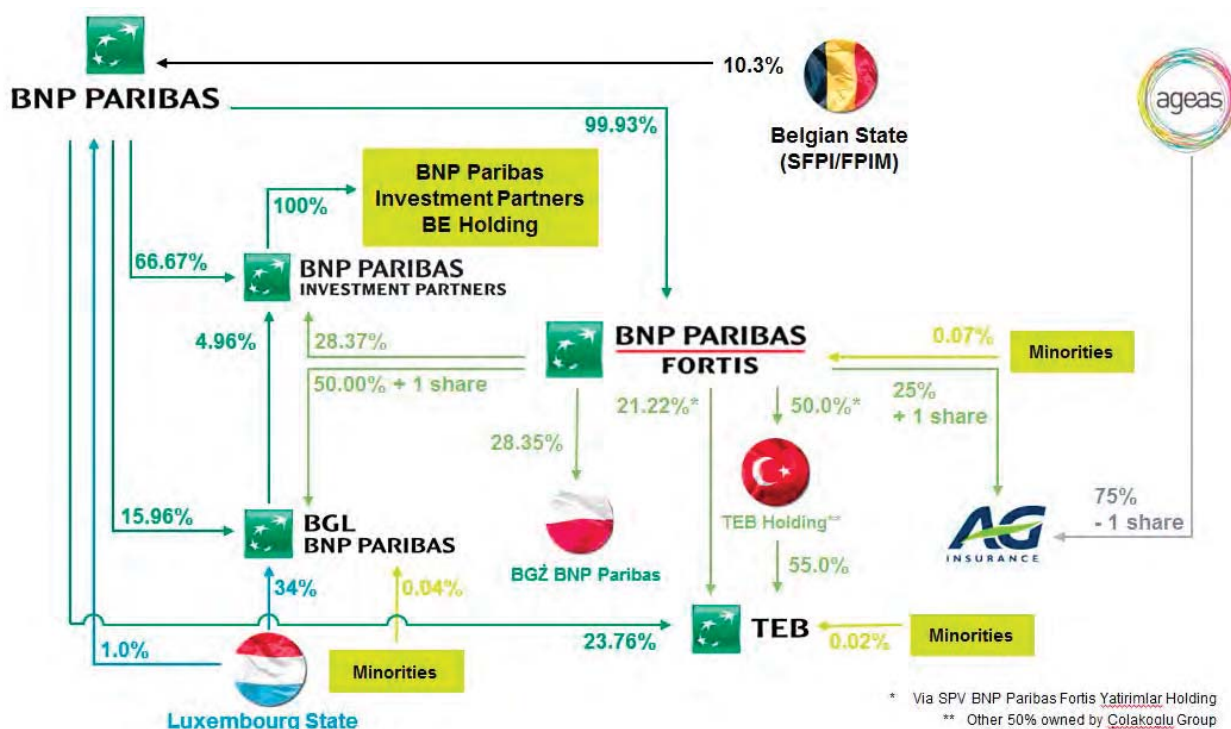 BNP PARIBAS
10.3%
Belgian State
(SFPI/FPIM)
ageas
99.93%
BNP Paribas
Investment Partners
BE Holding
100%
66.67%
BNP PARIBAS
INVESTMENT PARTNERS
4.96%
28.37%
50.00% + 1 share
BNP PARIBAS
FORTIS
0.07%
Minorities
21.22%*
50.0%*
25%
+ 1 share
28.35%
15.96%
BGL
BNP PARIBAS
BGŻ BNP Paribas
TEB Holding**
AG
INSURANCE
75%
- 1 share
34%
0.04%
55.0%
1.0%
23.76%
TEB
0.02%
Minorities
Minorities
Luxembourg State
* Via SPV BNP Paribas Fortis Yatirimlar Holding
** Other 50% owned by Colakoglu Group